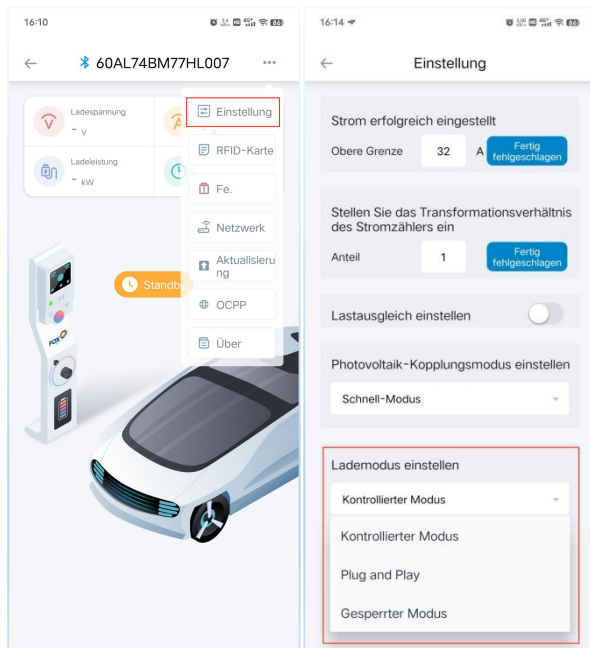 16:10
60AL74BM77HL007
Ladespannung
- V
Ladeleistung
- kW
Einstellung
RFID-Karte
Fe.
Netzwerk
Aktualisieru
ng
OCPP
Über
Standb
FOX
16:14
Einstellung
Strom erfolgreich eingestellt
Obere Grenze 32 A Fertig
fehlgeschlagen
Stellen Sie das Transformationsverhältnis
des Stromzählers ein
Anteil 1 Fertig
fehlgeschlagen
Lastausgleich einstellen
Photovoltaik-Kopplungsmodus einstellen
Schnell-Modus
Lademodus einstellen
Kontrollierter Modus
Kontrollierter Modus
Plug and Play
Gesperrter Modus